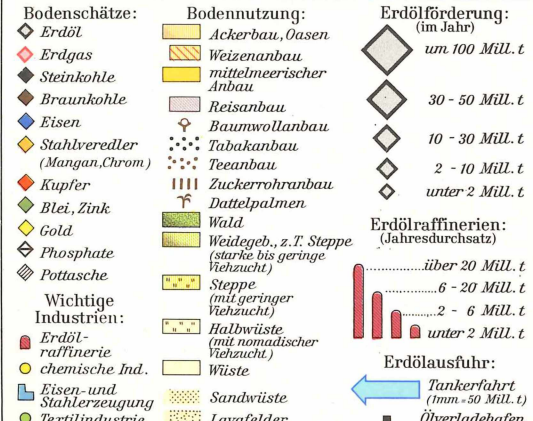 Bodenschätze:
Erdöl
Erdgas
Steinkohle
Braunkohle
Eisen
Stahlveredler
(Mangan,Chrom)
Kupfer
Blei, Zink
Gold
Phosphate
Pottasche
Wichtige
Industrien:
Erdöl-
raffinerie
chemische Ind.
Eisen- und
Stahlerzeugung
Textilindustrie
Bodennutzung:
Ackerbau, Oasen
Weizenanbau
mittelmeerischer
Anbau
Reisanbau
Baumwollanbau
Tabakanbau
Teeanbau
Zuckerrohranbau
Dattelpalmen
Wald
Weidegeb., z.T. Steppe
(starke bis geringe
Viehzucht)
Steppe
(mit geringer
Viehzucht)
Halbwüste
(mit nomadischer
Viehzucht)
Wüste
Sandwüste
Lavafelder
Erdölförderung:
(im Jahr)
um 100 Mill. t
30 - 50 Mill. t
10 - 30 Mill. t
2 - 10 Mill. t
unter 2 Mill. t
Erdölraffinerien:
(Jahresdurchsatz)
über 20 Mill. t
6 - 20 Mill. t
2 - 6 Mill. t
unter 2 Mill. t
Erdölausfuhr:
Tankerfahrt
(1mm = 50 Mill. t)
Ölverladehafen